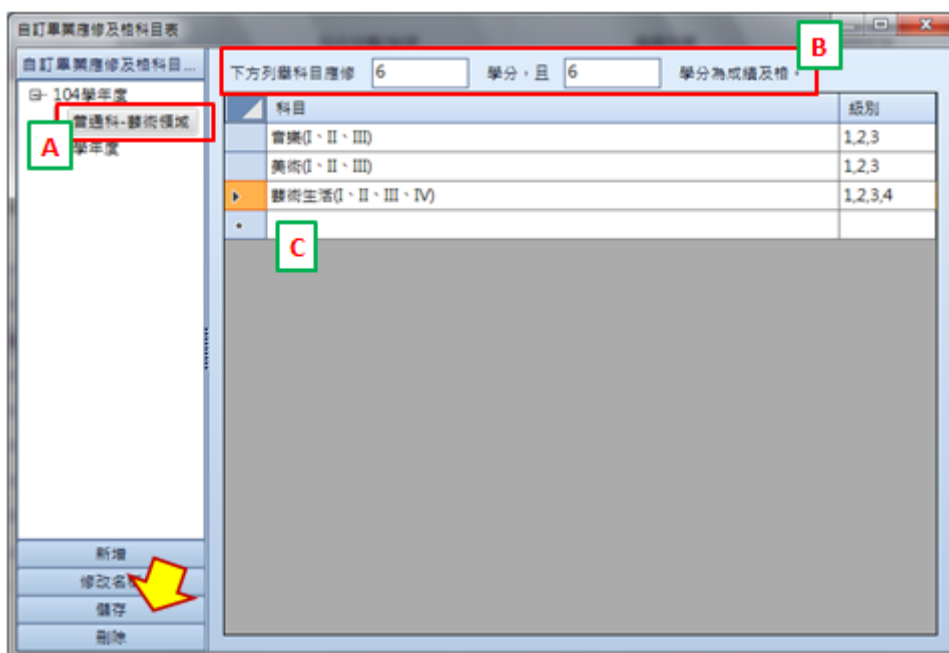 自訂畢業應修及格科目表
自訂畢業應修及格科目...
104學年度
普通科-藝術領域
學年度
A
下方列舉科目應修 6 學分，且 6 學分為成績及格。
B
科目 級別
音樂(I、II、III) 1,2,3
美術(I、II、III) 1,2,3
藝術生活(I、II、III、IV) 1,2,3,4
C
新增
修改名
儲存
刪除